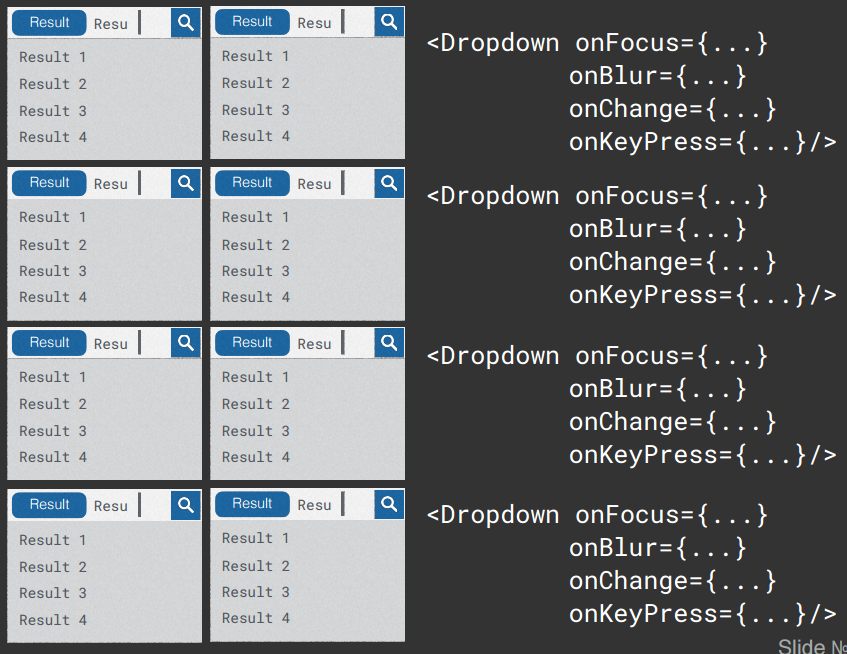 Result Resu
Result 1
Result 2
Result 3
Result 4
Result Resu
Result 1
Result 2
Result 3
Result 4
<Dropdown onFocus={...}
onBlur={...}
onChange={...}
onKeyPress={...}/>
Result Resu
Result 1
Result 2
Result 3
Result 4
Result Resu
Result 1
Result 2
Result 3
Result 4
<Dropdown onFocus={...}
onBlur={...}
onChange={...}
onKeyPress={...}/>
Result Resu
Result 1
Result 2
Result 3
Result 4
Result Resu
Result 1
Result 2
Result 3
Result 4
<Dropdown onFocus={...}
onBlur={...}
onChange={...}
onKeyPress={...}/>
Result Resu
Result 1
Result 2
Result 3
Result 4
Result Resu
Result 1
Result 2
Result 3
Result 4
<Dropdown onFocus={...}
onBlur={...}
onChange={...}
onKeyPress={...}/>
Slide №